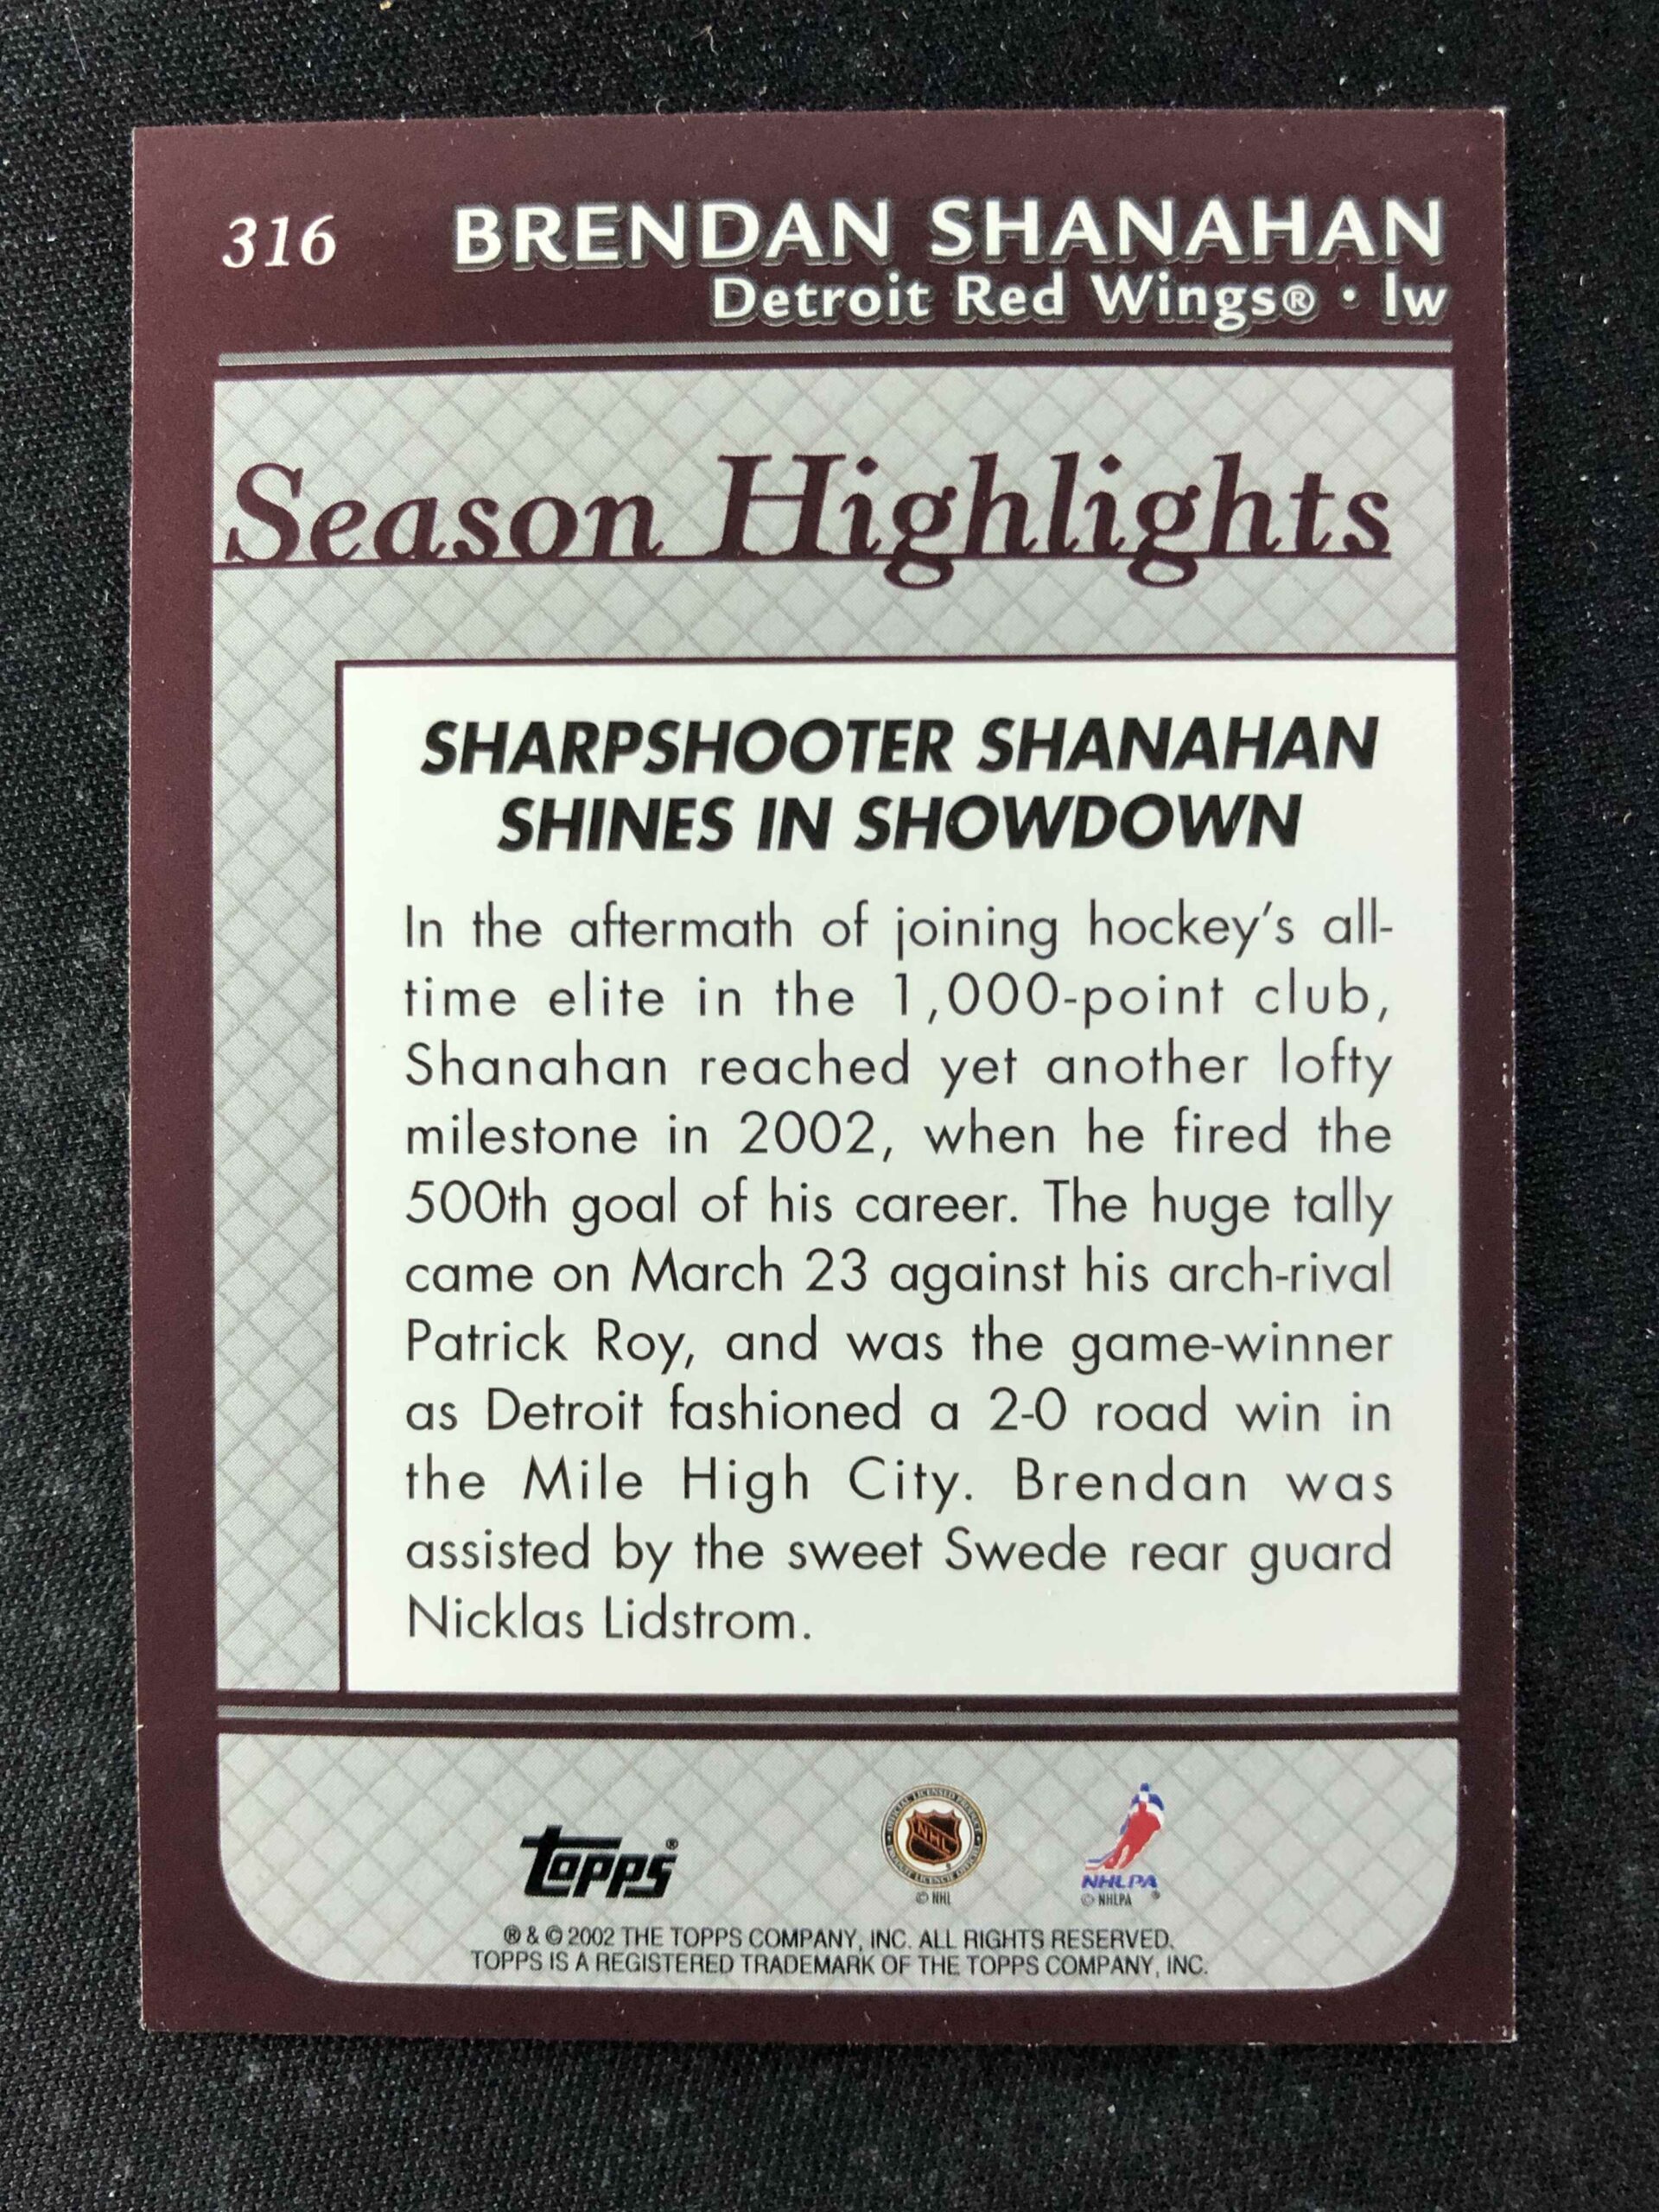 316
BRENDAN SHANAHAN
Detroit Red Wings® • lw
Season Highlights
SHARPSHOOTER SHANAHAN
SHINES IN SHOWDOWN
In the aftermath of joining hockey's all-
time elite in the 1,000-point club,
Shanahan reached yet another lofty
milestone in 2002, when he fired the
500th goal of his career. The huge tally
came on March 23 against his arch-rival
Patrick Roy, and was the game-winner
as Detroit fashioned a 2-0 road win in
the Mile High City. Brendan was
assisted by the sweet Swede rear guard
Nicklas Lidstrom.
topps®
NHL
© NHL
NHLPA
© NHLPA
® & © 2002 THE TOPPS COMPANY, INC. ALL RIGHTS RESERVED.
TOPPS IS A REGISTERED TRADEMARK OF THE TOPPS COMPANY, INC.